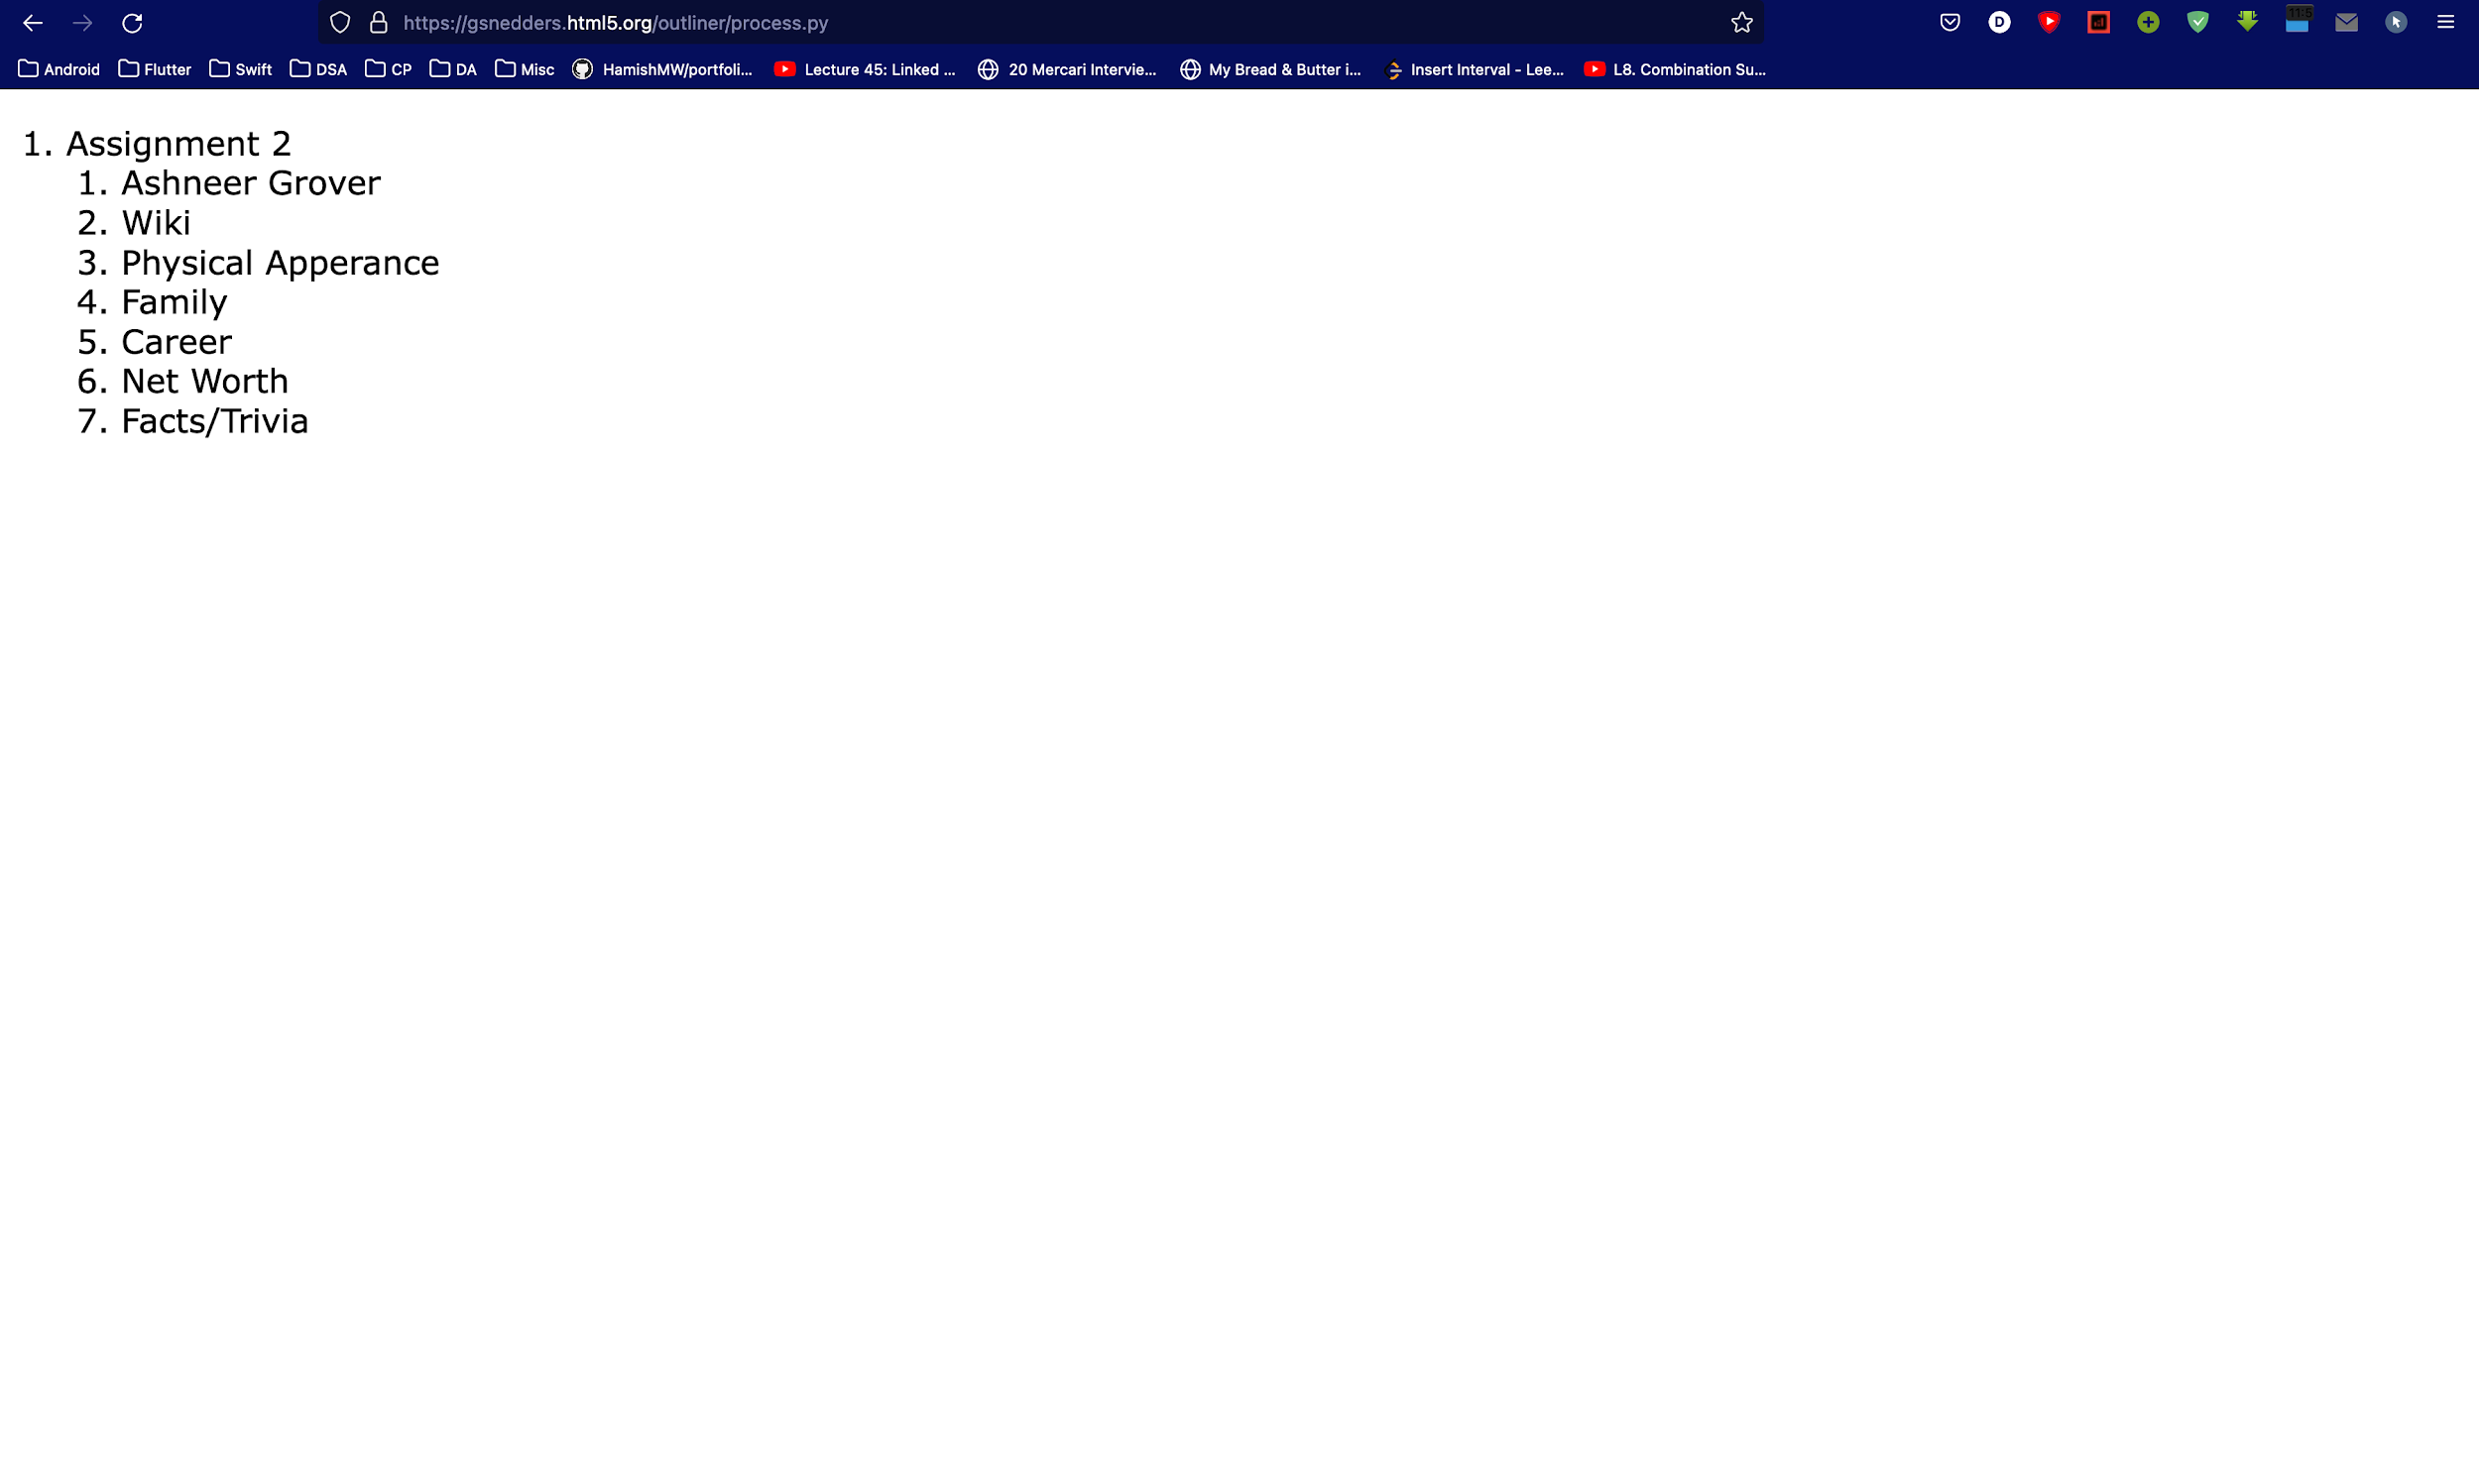 https://gsnedders.html5.org/outliner/process.py
11:5
Android Flutter Swift DSA CP DA Misc HamishMW/portfoli... Lecture 45: Linked ... 20 Mercari Intervie... My Bread & Butter i... Insert Interval - Lee... L8. Combination Su...
1. Assignment 2
1. Ashneer Grover
2. Wiki
3. Physical Apperance
4. Family
5. Career
6. Net Worth
7. Facts/Trivia